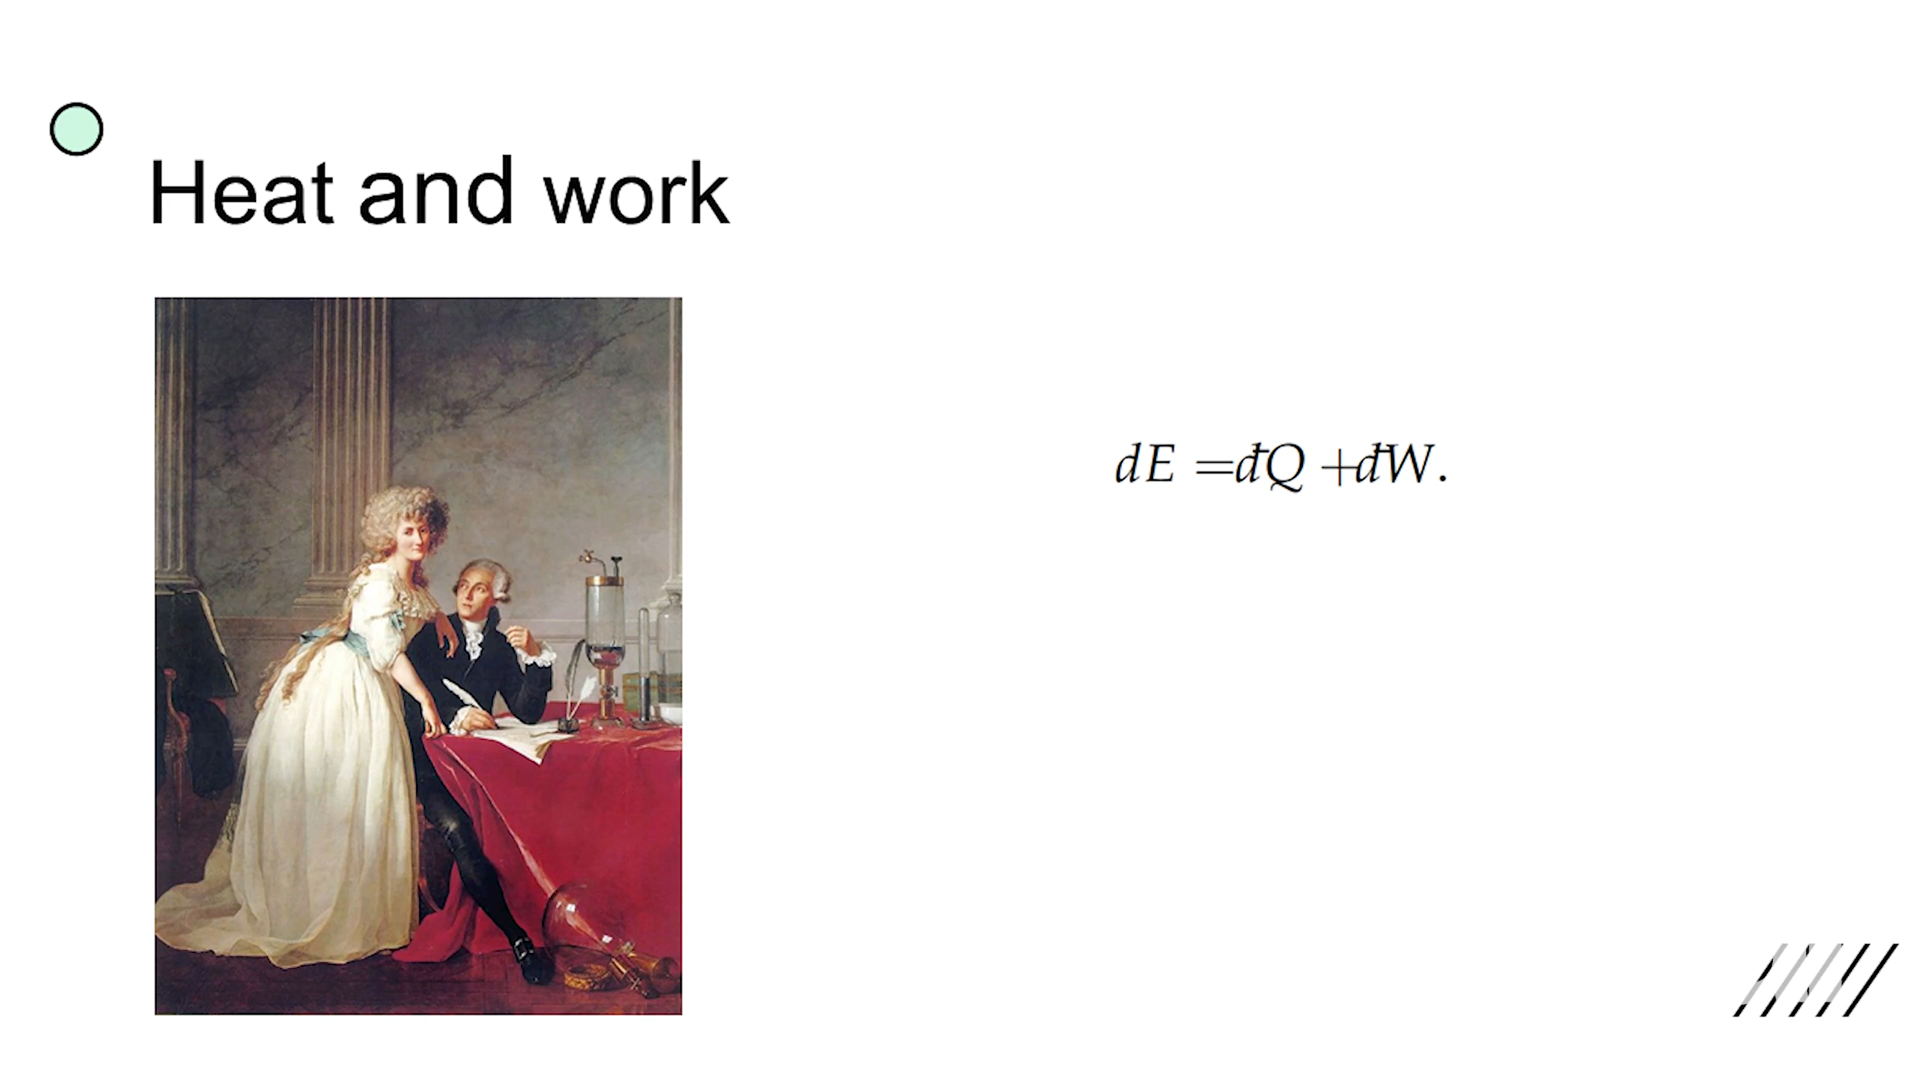 Heat and work
dE = đQ + đW.